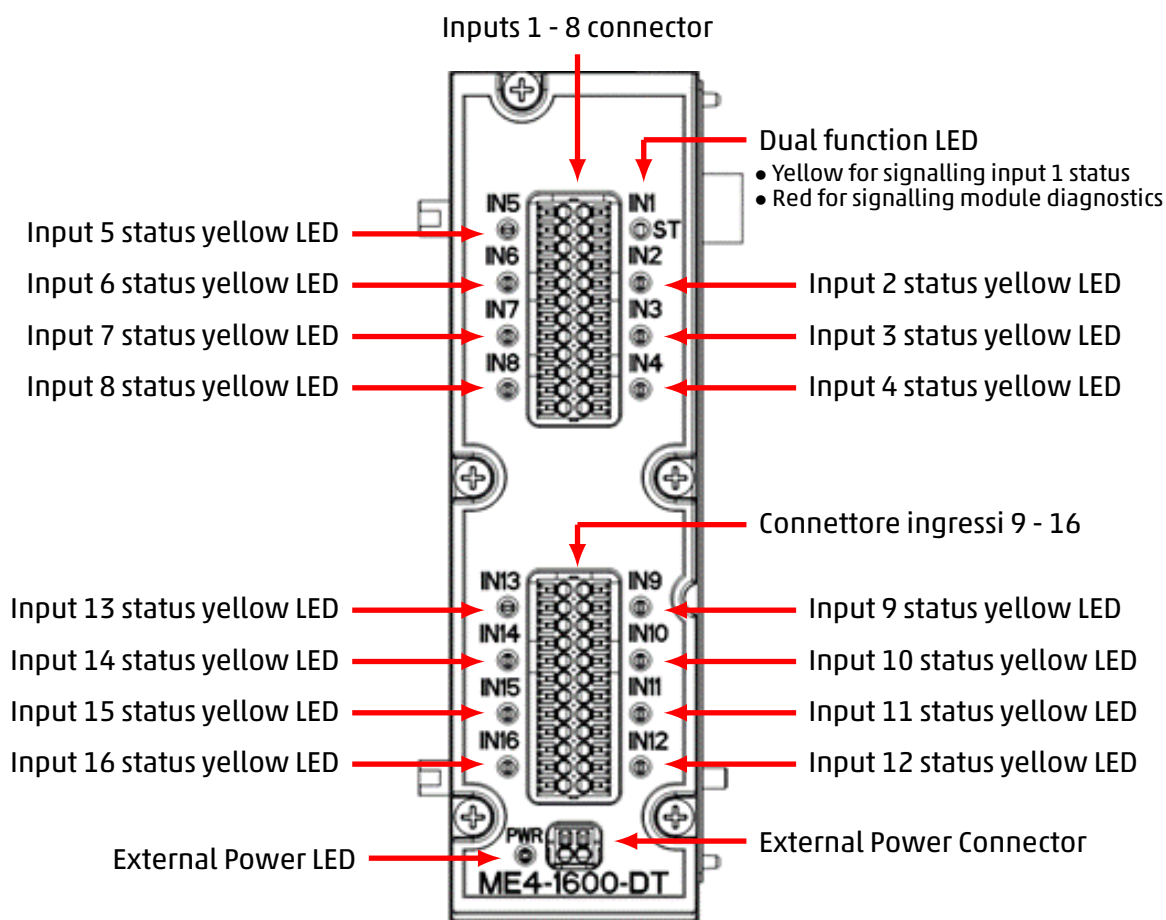 Inputs 1 - 8 connector
Dual function LED
• Yellow for signalling input 1 status
• Red for signalling module diagnostics
IN5
IN1
ST
Input 5 status yellow LED
IN6
IN2
Input 6 status yellow LED
Input 2 status yellow LED
IN7
IN3
Input 7 status yellow LED
Input 3 status yellow LED
IN8
IN4
Input 8 status yellow LED
Input 4 status yellow LED
Connettore ingressi 9 - 16
IN13
IN9
Input 13 status yellow LED
Input 9 status yellow LED
IN14
IN10
Input 14 status yellow LED
Input 10 status yellow LED
IN15
IN11
Input 15 status yellow LED
Input 11 status yellow LED
IN16
IN12
Input 16 status yellow LED
Input 12 status yellow LED
PWR
External Power Connector
External Power LED
ME4-1600-DT